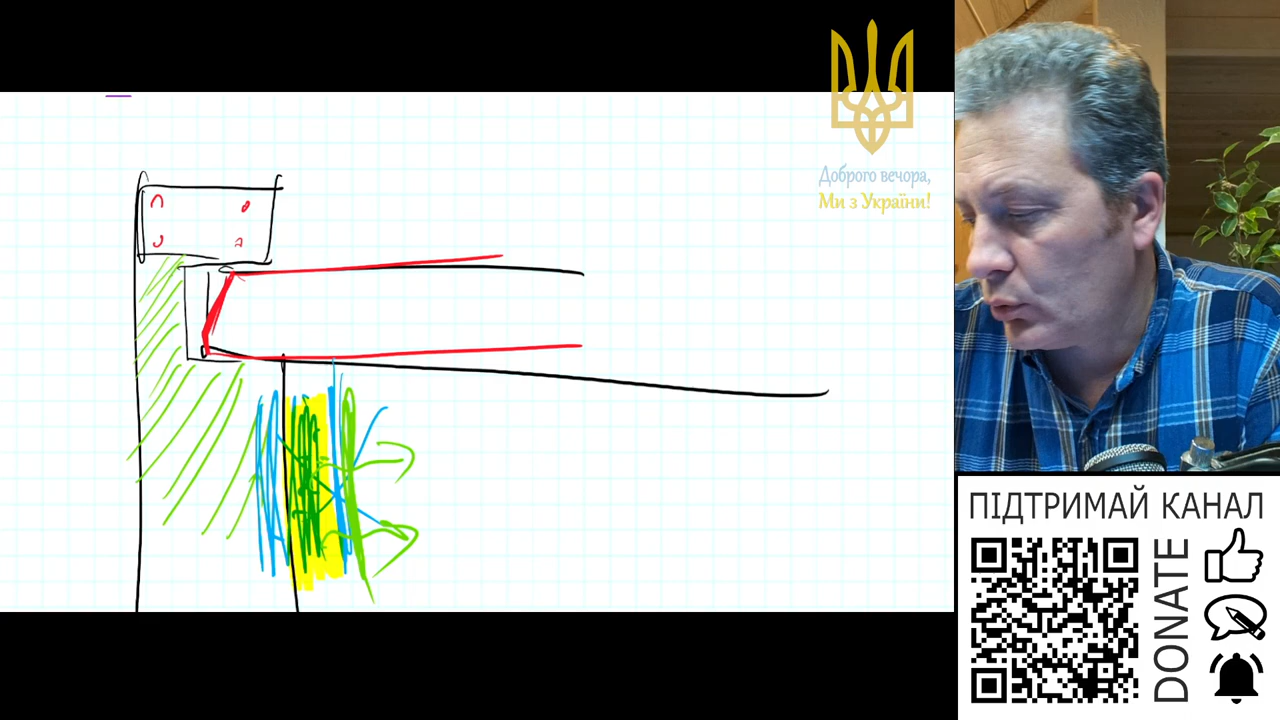 Доброго вечора,
Ми з України!
ПІДТРИМАЙ КАНАЛ
DONATE